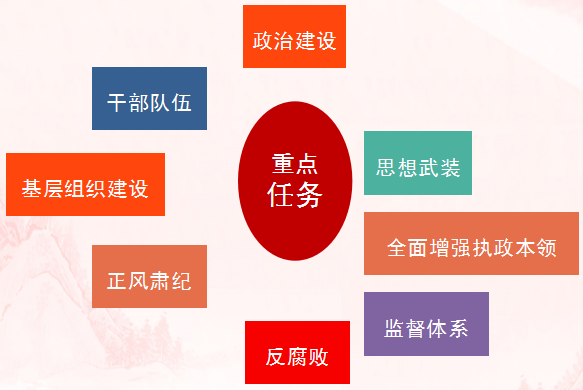 政治建设
干部队伍
思想武装
重点
任务
基层组织建设
全面增强执政本领
正风肃纪
监督体系
反腐败